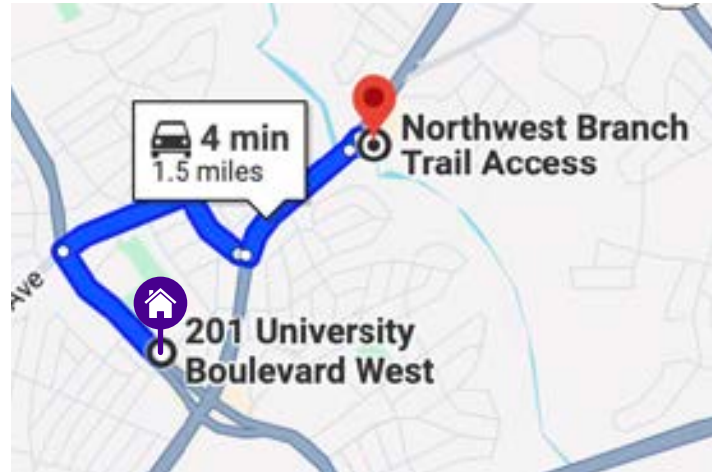 4 min
1.5 miles
Northwest Branch
Trail Access
Ave
201 University
Boulevard West